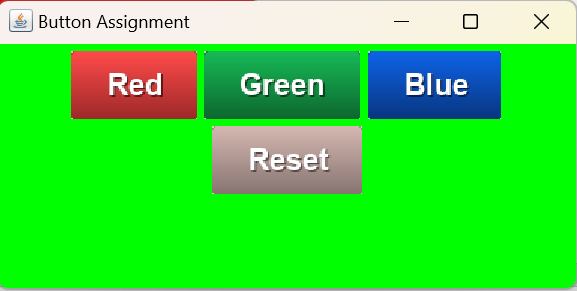 Button Assignment
Red Green Blue
Reset